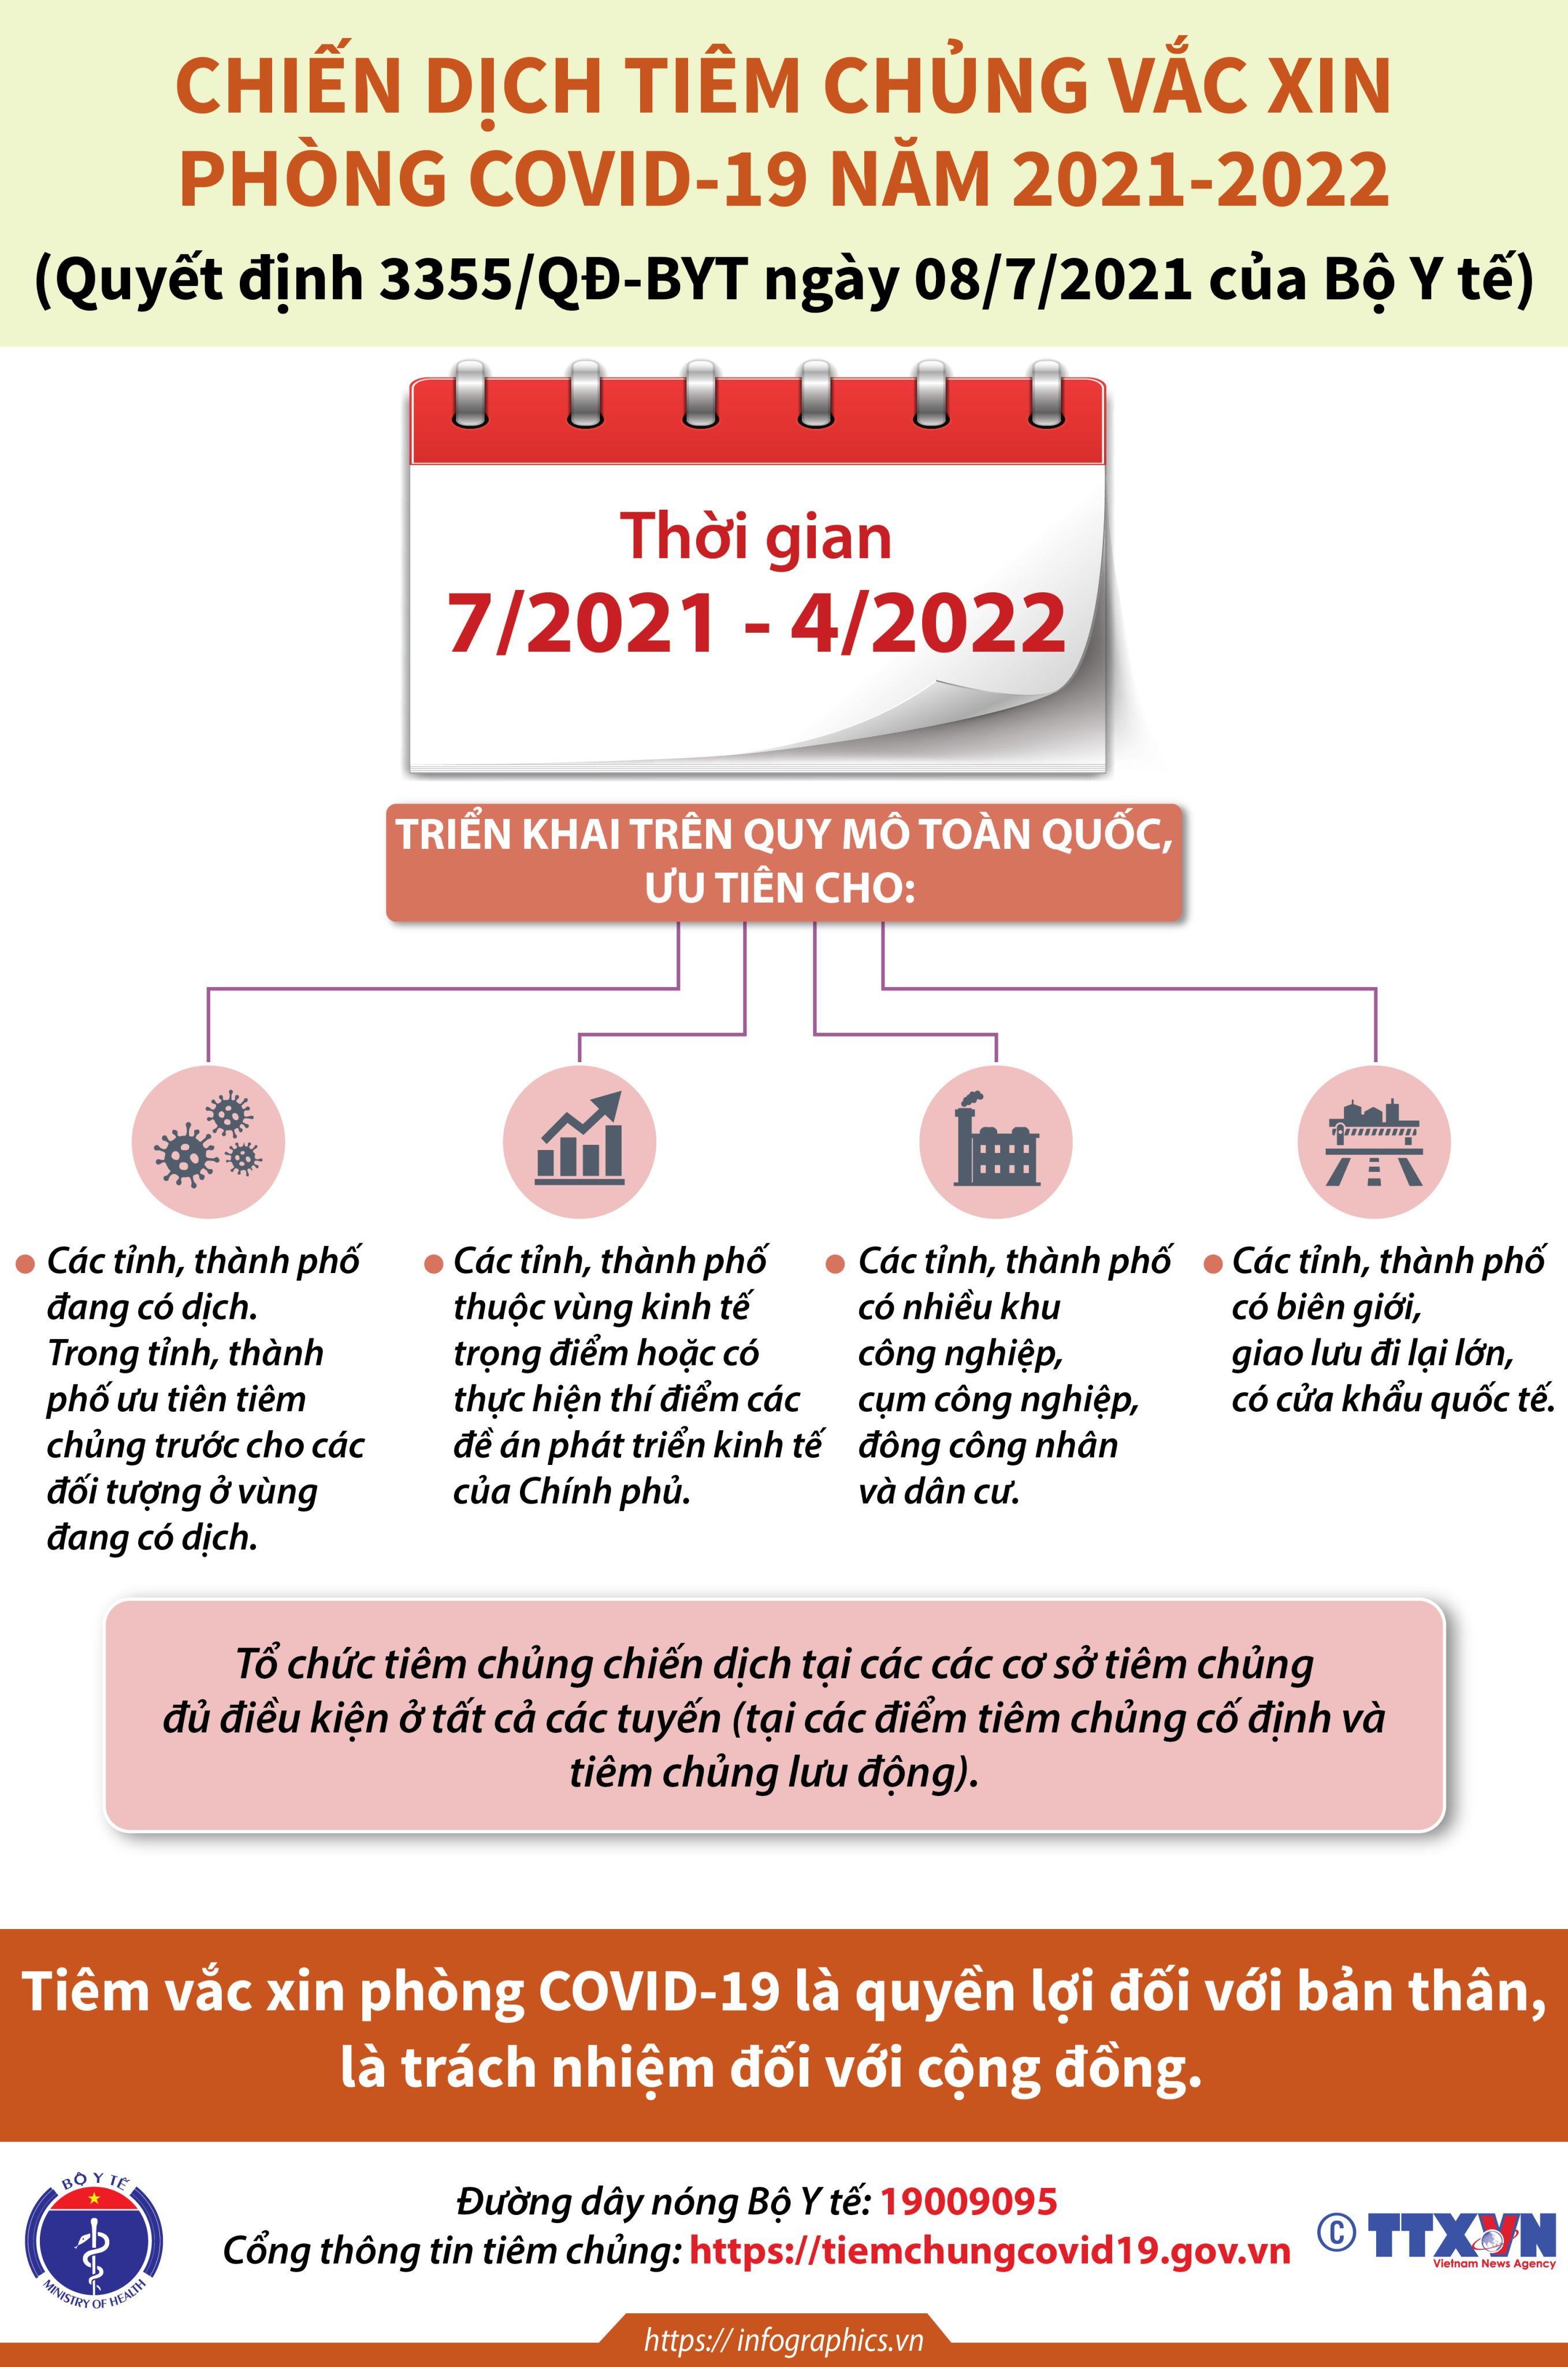 CHIẾN DỊCH TIÊM CHỦNG VẮC XIN
PHÒNG COVID-19 NĂM 2021-2022
(Quyết định 3355/QĐ-BYT ngày 08/7/2021 của Bộ Y tế)
Thời gian
7/2021 - 4/2022
TRIỂN KHAI TRÊN QUY MÔ TOÀN QUỐC,
ƯU TIÊN CHO:
Các tỉnh, thành phố
đang có dịch.
Trong tỉnh, thành
phố ưu tiên tiêm
chủng trước cho các
đối tượng ở vùng
đang có dịch.
Các tỉnh, thành phố
thuộc vùng kinh tế
trọng điểm hoặc có
thực hiện thí điểm các
đề án phát triển kinh tế
của Chính phủ.
Các tỉnh, thành phố
có nhiều khu
công nghiệp,
cụm công nghiệp,
đông công nhân
và dân cư.
Các tỉnh, thành phố
có biên giới,
giao lưu đi lại lớn,
có cửa khẩu quốc tế.
Tổ chức tiêm chủng chiến dịch tại các các cơ sở tiêm chủng
đủ điều kiện ở tất cả các tuyến (tại các điểm tiêm chủng cố định và
tiêm chủng lưu động).
Tiêm vắc xin phòng COVID-19 là quyền lợi đối với bản thân,
là trách nhiệm đối với cộng đồng.
BỘ Y TẾ
MINISTRY OF HEALTH
Đường dây nóng Bộ Y tế: 19009095
Cổng thông tin tiêm chủng: https://tiemchungcovid19.gov.vn
© TTXVN
Vietnam News Agency
https:// infographics.vn